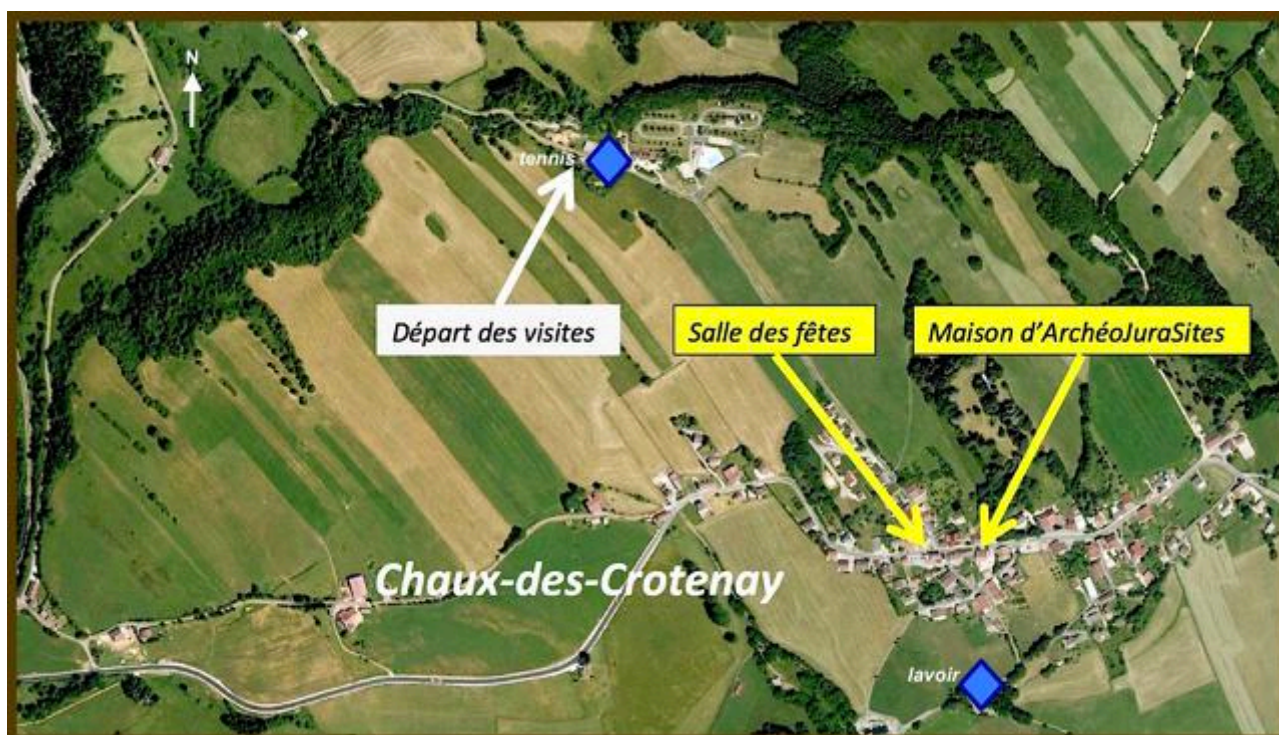 N
tennis
Départ des visites
Salle des fêtes
Maison d'ArchéoJuraSites
Chaux-des-Crotenay
lavoir